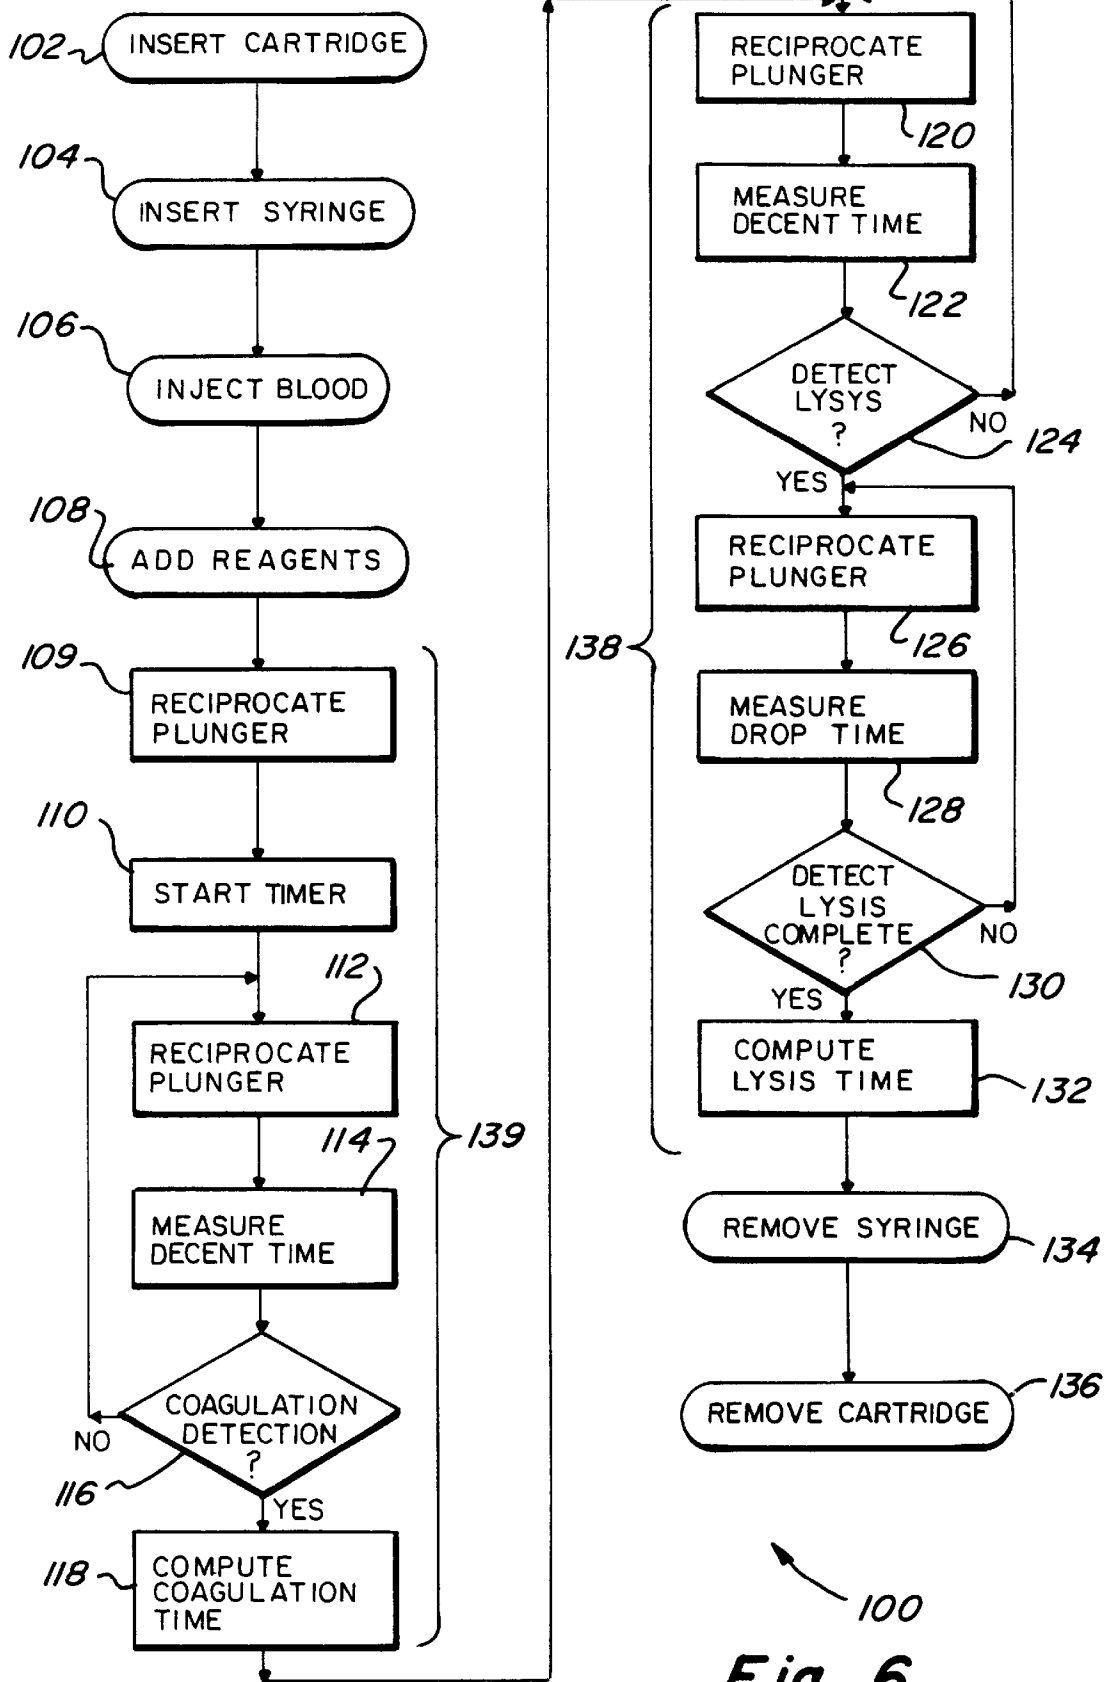 102
INSERT CARTRIDGE
104
INSERT SYRINGE
106
INJECT BLOOD
108
ADD REAGENTS
109
RECIPROCATE
PLUNGER
110
START TIMER
112
RECIPROCATE
PLUNGER
114
MEASURE
DECENT TIME
139
COAGULATION
DETECTION
?
NO
116
YES
118
COMPUTE
COAGULATION
TIME
RECIPROCATE
PLUNGER
120
MEASURE
DECENT TIME
122
DETECT
LYSYS
?
NO
124
YES
RECIPROCATE
PLUNGER
126
138
MEASURE
DROP TIME
128
DETECT
LYSIS
COMPLETE
?
NO
130
YES
COMPUTE
LYSIS TIME
132
REMOVE SYRINGE
134
REMOVE CARTRIDGE
136
100
Fig. 6